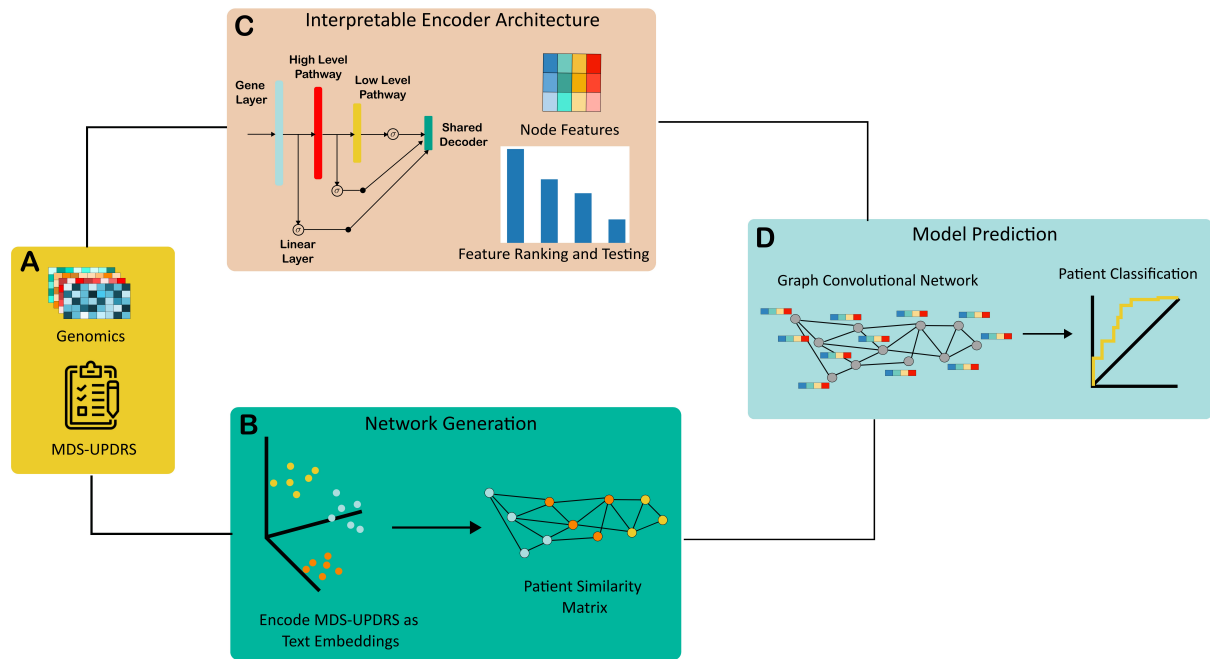 A
Genomics
MDS-UPDRS
C
Interpretable Encoder Architecture
Gene
Layer
High Level
Pathway
Low Level
Pathway
σ
Shared
Decoder
σ
σ
Linear
Layer
Node Features
Feature Ranking and Testing
B
Network Generation
Encode MDS-UPDRS as
Text Embeddings
Patient Similarity
Matrix
D
Model Prediction
Graph Convolutional Network
Patient Classification